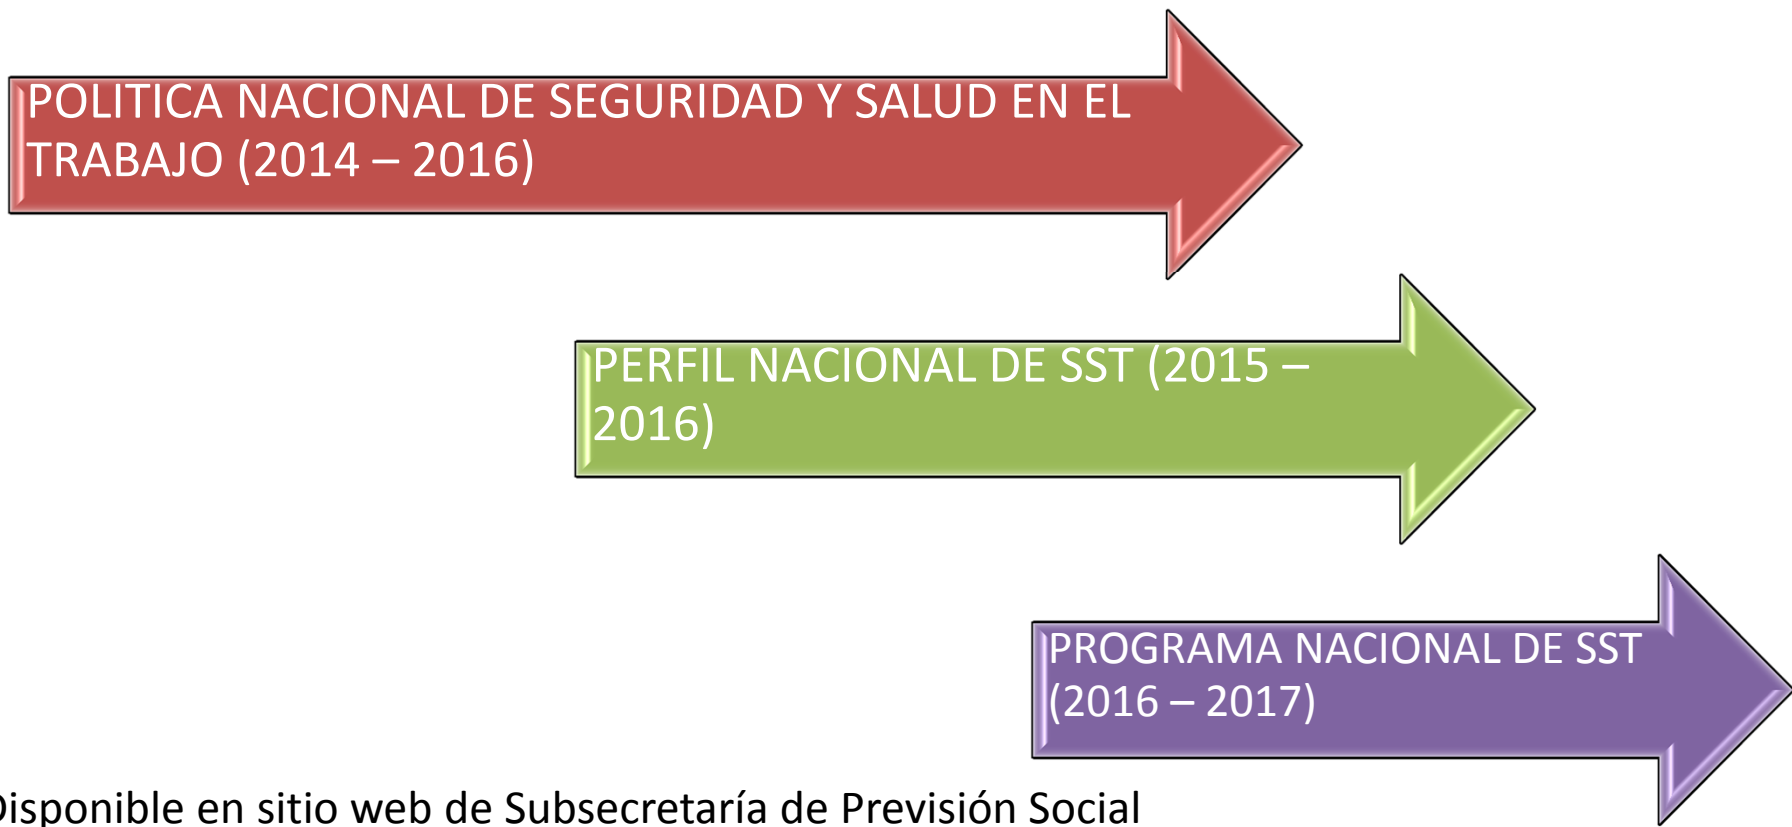 POLITICA NACIONAL DE SEGURIDAD Y SALUD EN EL
TRABAJO (2014 – 2016)
PERFIL NACIONAL DE SST (2015 –
2016)
PROGRAMA NACIONAL DE SST
(2016 – 2017)
Disponible en sitio web de Subsecretaría de Previsión Social